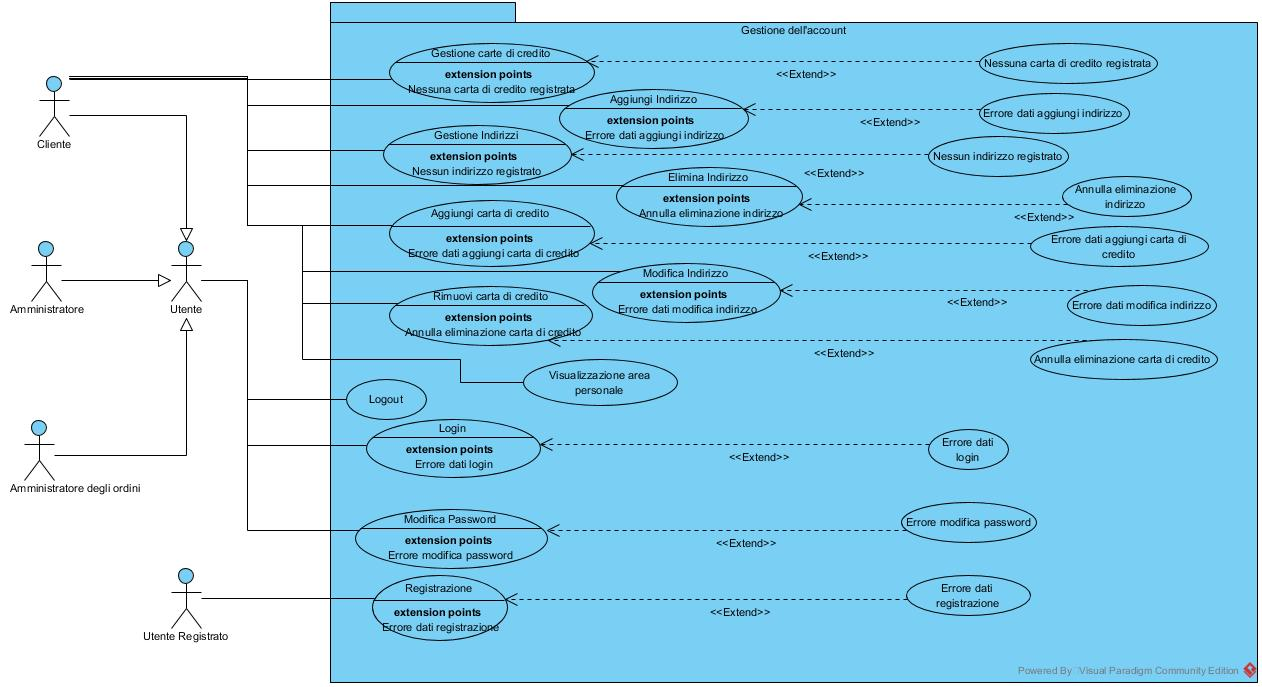 Gestione dell'account
Gestione carte di credito
extension points
Nessuna carta di credito registrata
<<Extend>>
Nessuna carta di credito registrata
Cliente
Aggiungi Indirizzo
extension points
Errore dati aggiungi indirizzo
<<Extend>>
Errore dati aggiungi indirizzo
Gestione Indirizzi
extension points
Nessun indirizzo registrato
<<Extend>>
Nessun indirizzo registrato
Elimina Indirizzo
extension points
Annulla eliminazione indirizzo
<<Extend>>
Annulla eliminazione
indirizzo
Aggiungi carta di credito
extension points
Errore dati aggiungi carta di credito
<<Extend>>
Errore dati aggiungi carta di
credito
Amministratore
Utente
Modifica Indirizzo
extension points
Errore dati modifica indirizzo
<<Extend>>
Errore dati modifica indirizzo
Rimuovi carta di credito
extension points
Annulla eliminazione carta di credito
<<Extend>>
Annulla eliminazione carta di credito
Visualizzazione area
personale
Logout
Login
extension points
Errore dati login
<<Extend>>
Errore dati
login
Amministratore degli ordini
Modifica Password
extension points
Errore modifica password
<<Extend>>
Errore modifica password
Utente Registrato
Registrazione
extension points
Errore dati registrazione
<<Extend>>
Errore dati
registrazione
Powered By Visual Paradigm Community Edition